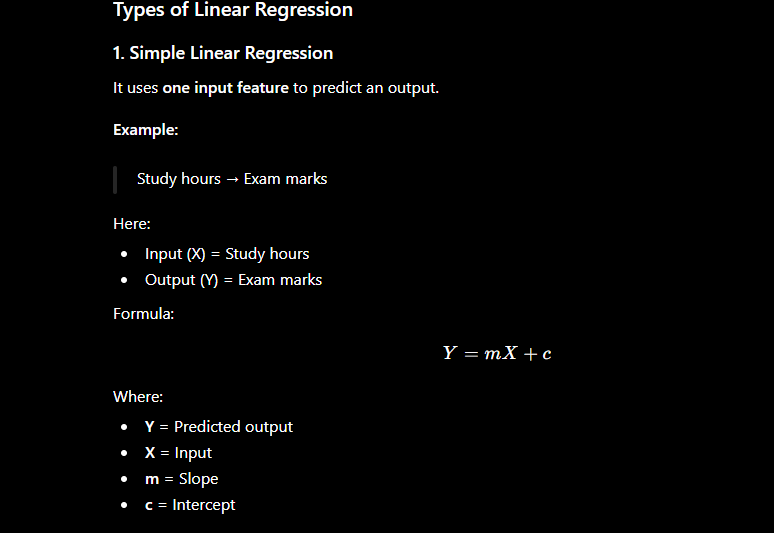 Types of Linear Regression
1. Simple Linear Regression
It uses one input feature to predict an output.
Example:
Study hours → Exam marks
Here:
• Input (X) = Study hours
• Output (Y) = Exam marks
Formula:
Y = mX + c
Where:
• Y = Predicted output
• X = Input
• m = Slope
• c = Intercept